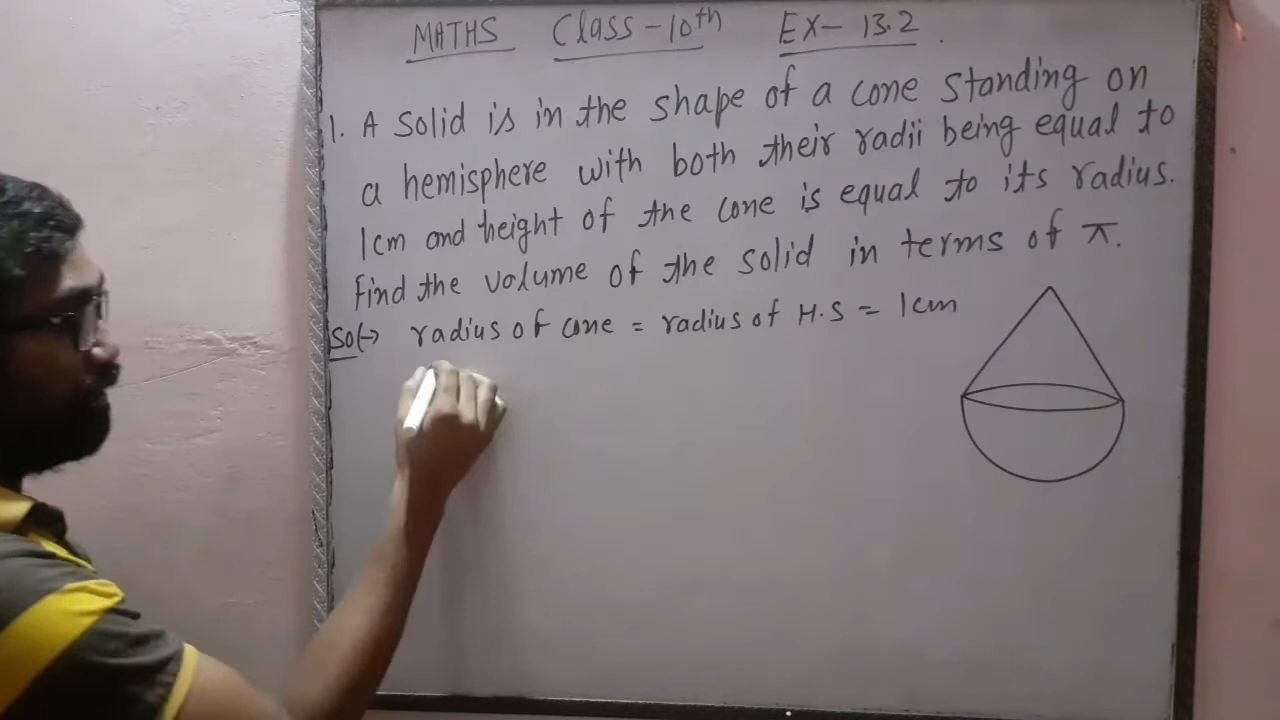 MATHS Class-10th EX- 13.2
1. A Solid is in the shape of a cone standing on
a hemisphere with both their radii being equal to
1cm and height of the cone is equal to its radius.
Find the volume of the solid in terms of π.
Sol→ radius of cone = radius of H.S = 1cm